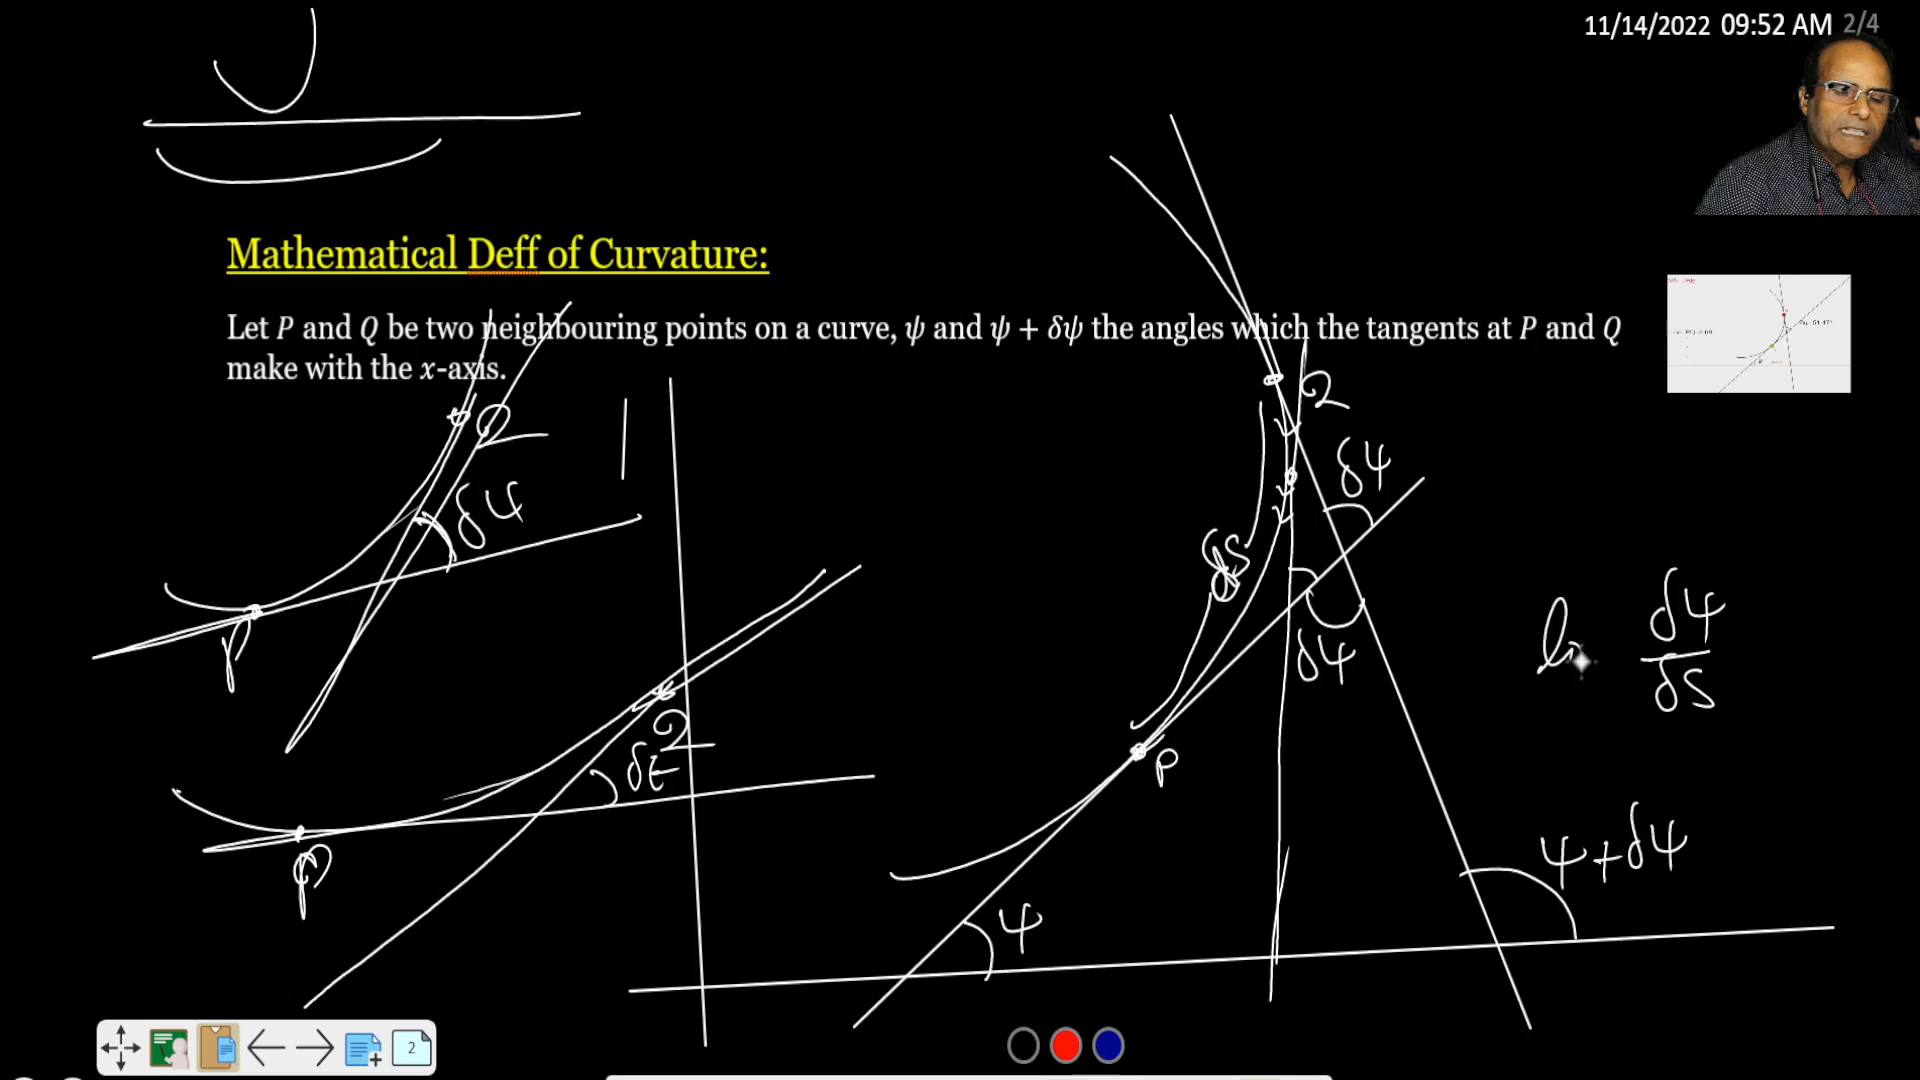 11/14/2022 09:52 AM 2/4
Mathematical Deff of Curvature:
Let P and Q be two neighbouring points on a curve, ψ and ψ + δψ the angles which the tangents at P and Q
make with the x-axis.
Q
δψ
P
Q
P
Q
δψ
δs
δψ
P
δψ
δs
ψ+δψ
ψ
2